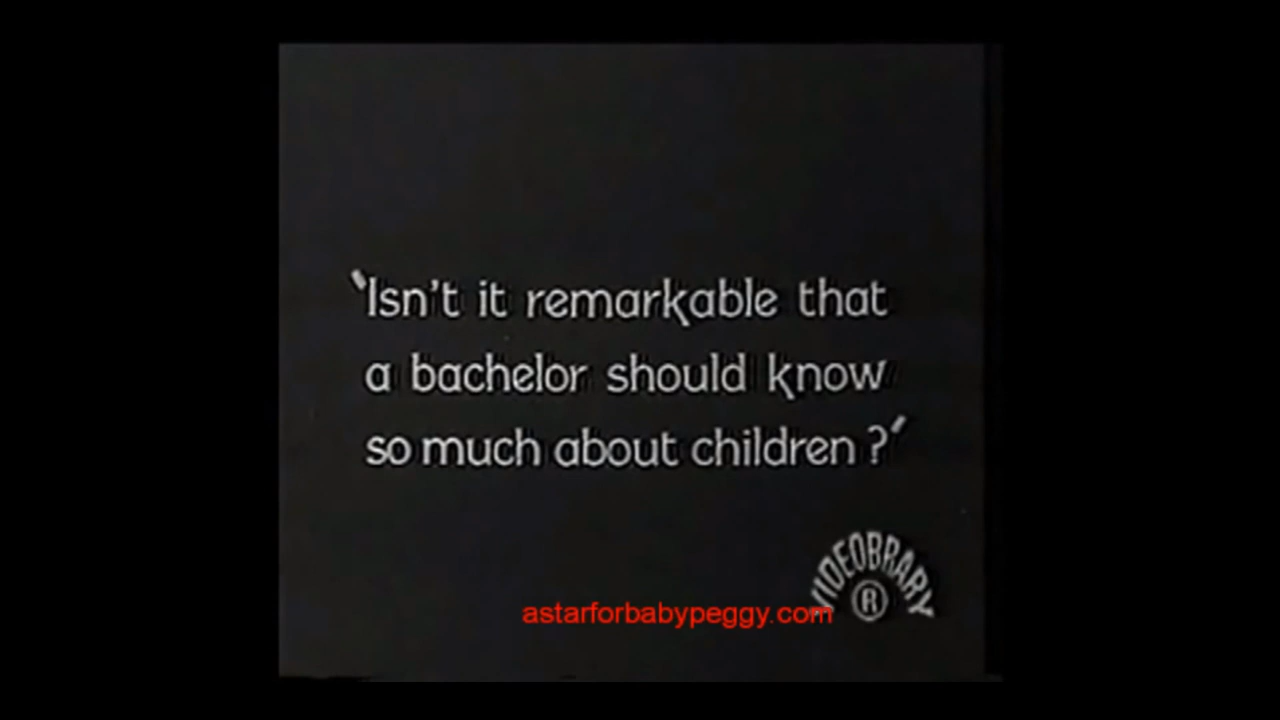 'Isn't it remarkable that
a bachelor should know
so much about children?'
VIDEOBRARY
®
astarforbabypeggy.com